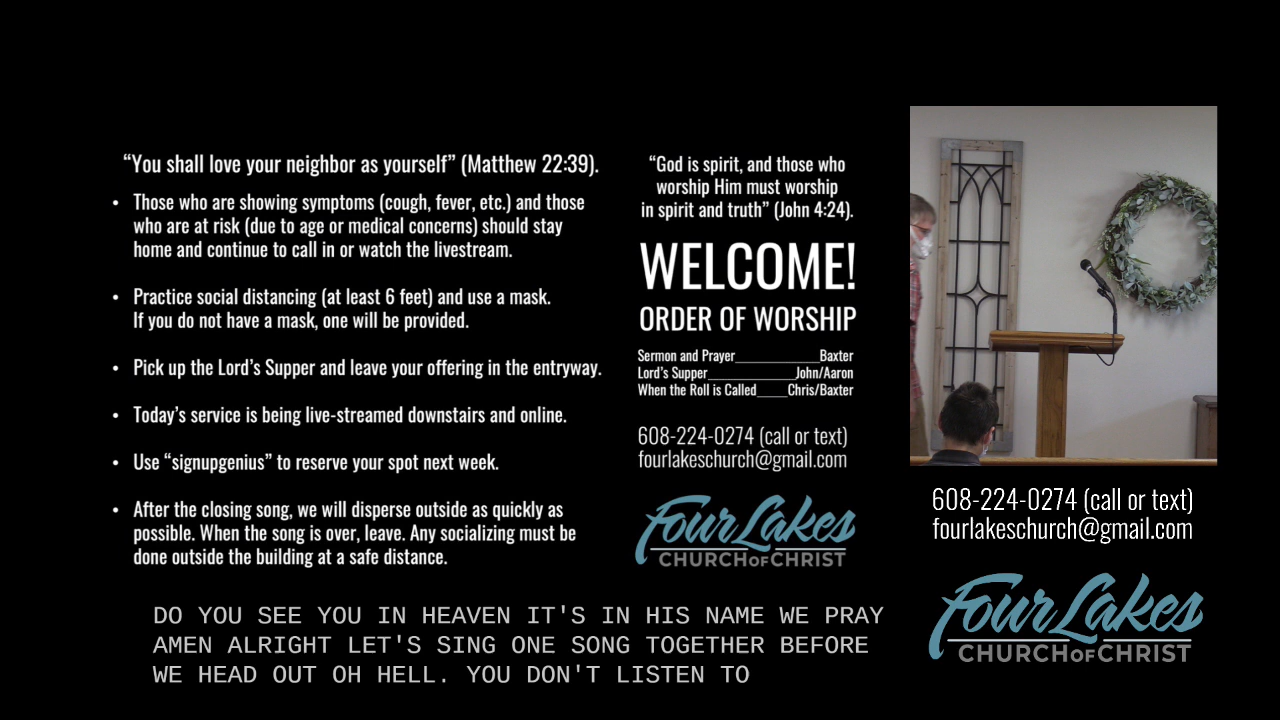 “You shall love your neighbor as yourself” (Matthew 22:39).
• Those who are showing symptoms (cough, fever, etc.) and those
who are at risk (due to age or medical concerns) should stay
home and continue to call in or watch the livestream.
• Practice social distancing (at least 6 feet) and use a mask.
If you do not have a mask, one will be provided.
• Pick up the Lord’s Supper and leave your offering in the entryway.
• Today’s service is being live-streamed downstairs and online.
• Use “signupgenius” to reserve your spot next week.
• After the closing song, we will disperse outside as quickly as
possible. When the song is over, leave. Any socializing must be
done outside the building at a safe distance.
“God is spirit, and those who
worship Him must worship
in spirit and truth” (John 4:24).
WELCOME!
ORDER OF WORSHIP
Sermon and Prayer____________Baxter
Lord’s Supper____________John/Aaron
When the Roll is Called____Chris/Baxter
608-224-0274 (call or text)
fourlakeschurch@gmail.com
Four Lakes
CHURCH OF CHRIST
608-224-0274 (call or text)
fourlakeschurch@gmail.com
Four Lakes
CHURCH OF CHRIST
DO YOU SEE YOU IN HEAVEN IT'S IN HIS NAME WE PRAY
AMEN ALRIGHT LET'S SING ONE SONG TOGETHER BEFORE
WE HEAD OUT OH HELL. YOU DON'T LISTEN TO